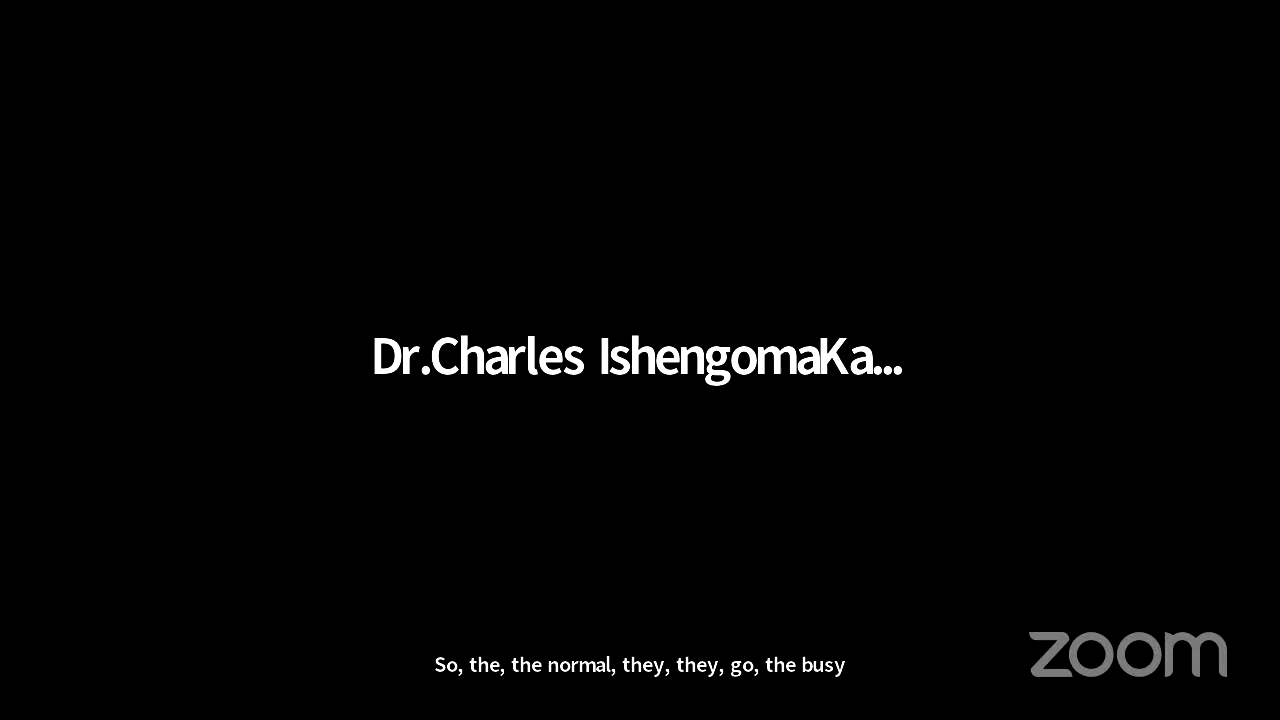 Dr.Charles IshengomaKa...
So, the, the normal, they, they, go, the busy
zoom